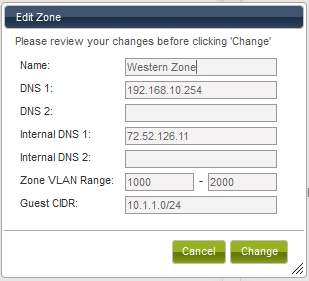 Edit Zone
Please review your changes before clicking 'Change'
Name: Western Zone
DNS 1: 192.168.10.254
DNS 2:
Internal DNS 1: 72.52.126.11
Internal DNS 2:
Zone VLAN Range: 1000 - 2000
Guest CIDR: 10.1.1.0/24
Cancel Change